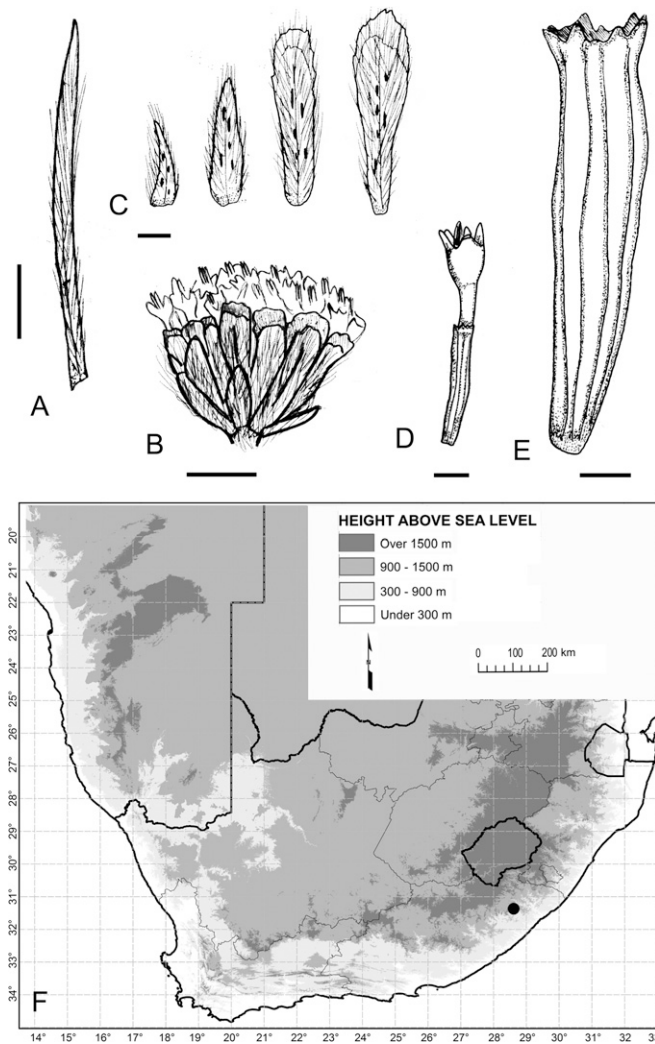 A
B
C
D
E
HEIGHT ABOVE SEA LEVEL
Over 1500 m
900 - 1500 m
300 - 900 m
Under 300 m
N
0 100 200 km
20°
21°
22°
23°
24°
25°
26°
27°
28°
29°
30°
31°
32°
33°
34°
F
14° 15° 16° 17° 18° 19° 20° 21° 22° 23° 24° 25° 26° 27° 28° 29° 30° 31° 32° 33